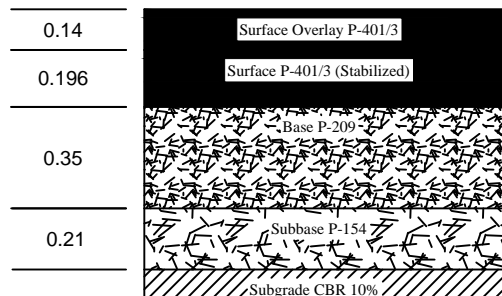 0.14
Surface Overlay P-401/3
0.196
Surface P-401/3 (Stabilized)
Base P-209
0.35
Subbase P-154
0.21
Subgrade CBR 10%